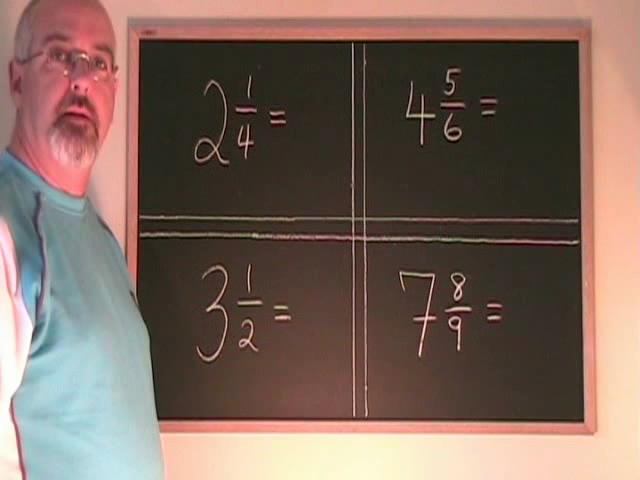 2 1/4 =
4 5/6 =
3 1/2 =
7 8/9 =